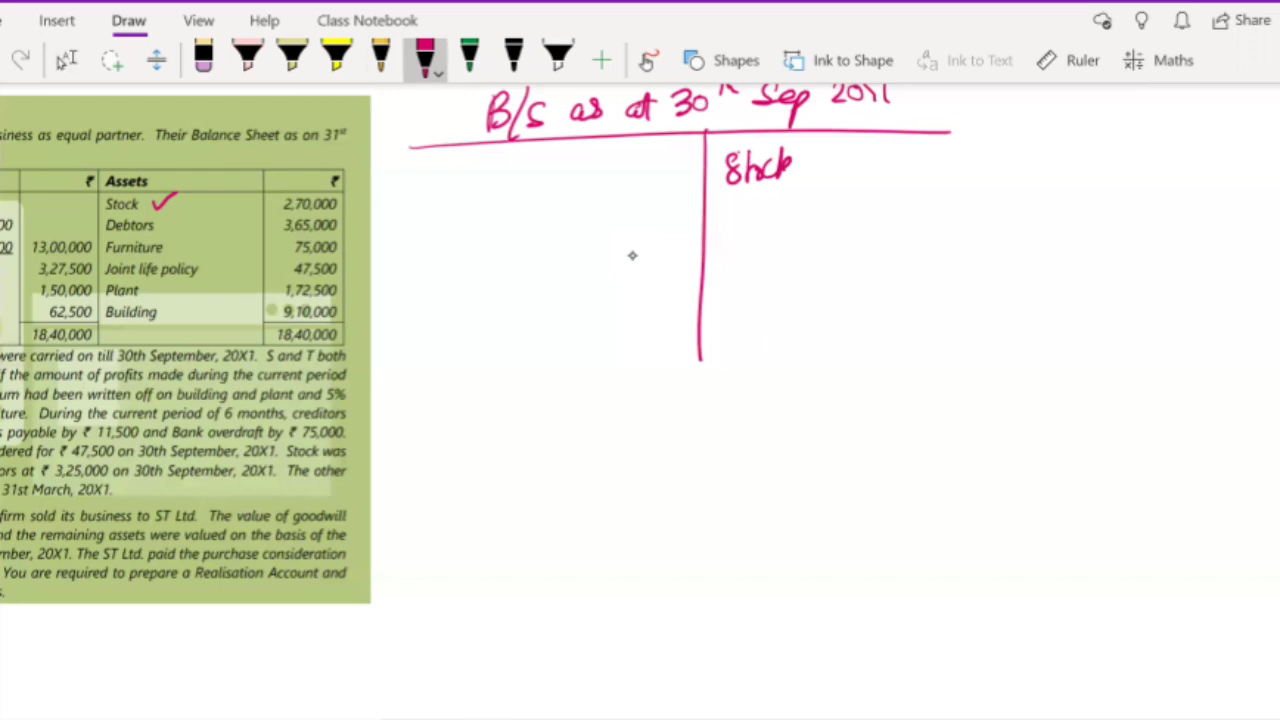 Insert Draw View Help Class Notebook Share
Shapes Ink to Shape Ink to Text Ruler Maths
B/S as at 30th Sep 20X1
Stock
siness as equal partner. Their Balance Sheet as on 31st
₹ Assets ₹
Stock 2,70,000
00 Debtors 3,65,000
00 13,00,000 Furniture 75,000
3,27,500 Joint life policy 47,500
1,50,000 Plant 1,72,500
62,500 Building 9,10,000
18,40,000 18,40,000
were carried on till 30th September, 20X1. S and T both
f the amount of profits made during the current period
um had been written off on building and plant and 5%
ture. During the current period of 6 months, creditors
s payable by ₹ 11,500 and Bank overdraft by ₹ 75,000.
dered for ₹ 47,500 on 30th September, 20X1. Stock was
ors at ₹ 3,25,000 on 30th September, 20X1. The other
31st March, 20X1.
firm sold its business to ST Ltd. The value of goodwill
nd the remaining assets were valued on the basis of the
mber, 20X1. The ST Ltd. paid the purchase consideration
You are required to prepare a Realisation Account and
s.